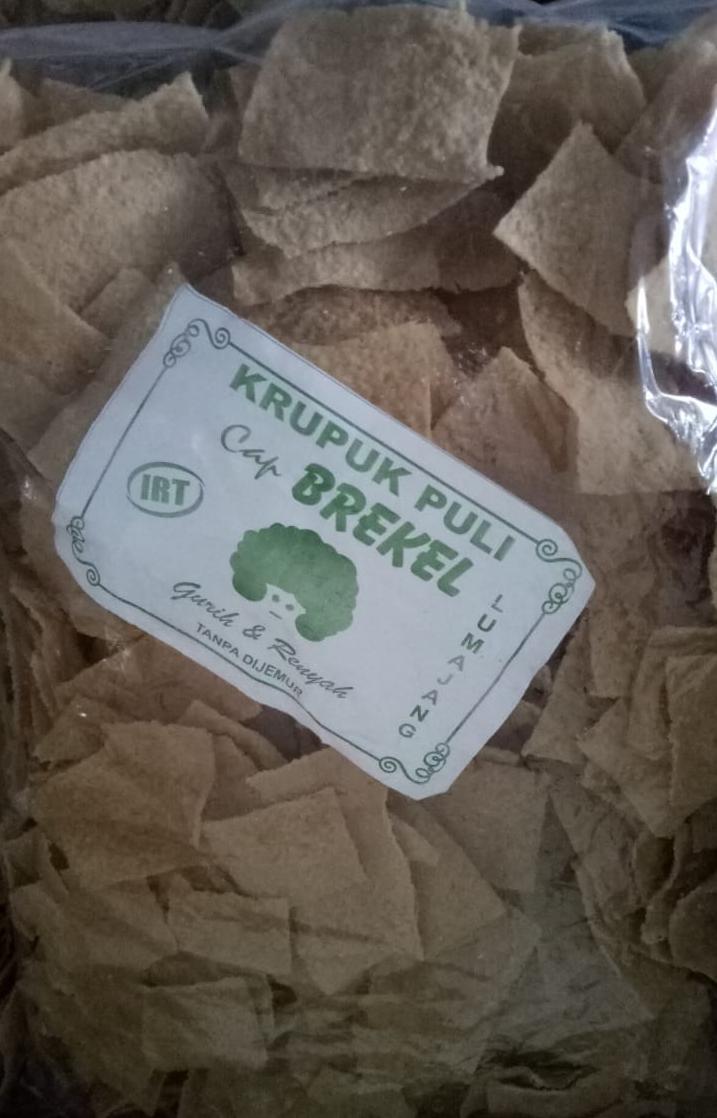 KRUPUK PULI
Cap BREKEL
IRT
Gurih & Renyah
TANPA DIJEMUR
LUMAJANG